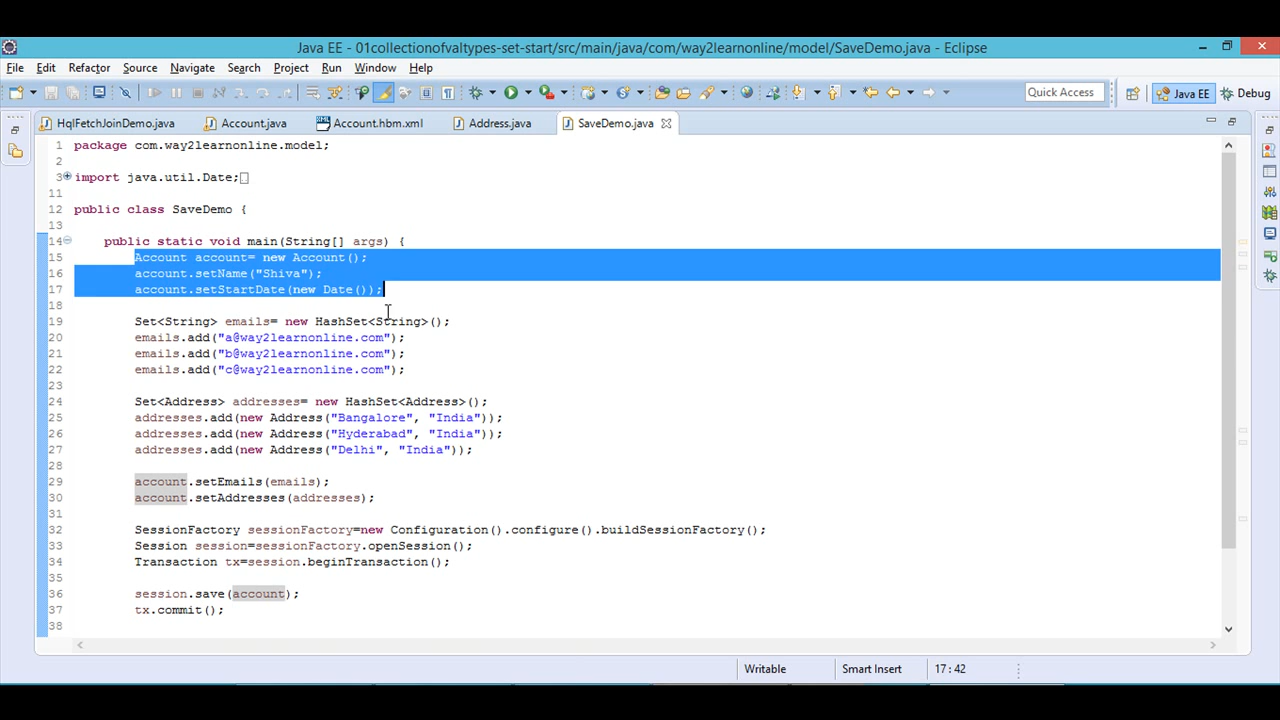 Java EE - 01collectionofvaltypes-set-start/src/main/java/com/way2learnonline/model/SaveDemo.java - Eclipse
File Edit Refactor Source Navigate Search Project Run Window Help
Quick Access Java EE Debug
HqlFetchJoinDemo.java Account.java Account.hbm.xml Address.java SaveDemo.java
1 package com.way2learnonline.model;
2
3 import java.util.Date;
11
12 public class SaveDemo {
13
14 public static void main(String[] args) {
15 Account account= new Account();
16 account.setName("Shiva");
17 account.setStartDate(new Date());
18
19 Set<String> emails= new HashSet<String>();
20 emails.add("a@way2learnonline.com");
21 emails.add("b@way2learnonline.com");
22 emails.add("c@way2learnonline.com");
23
24 Set<Address> addresses= new HashSet<Address>();
25 addresses.add(new Address("Bangalore", "India"));
26 addresses.add(new Address("Hyderabad", "India"));
27 addresses.add(new Address("Delhi", "India"));
28
29 account.setEmails(emails);
30 account.setAddresses(addresses);
31
32 SessionFactory sessionFactory=new Configuration().configure().buildSessionFactory();
33 Session session=sessionFactory.openSession();
34 Transaction tx=session.beginTransaction();
35
36 session.save(account);
37 tx.commit();
38
Writable Smart Insert 17 : 42